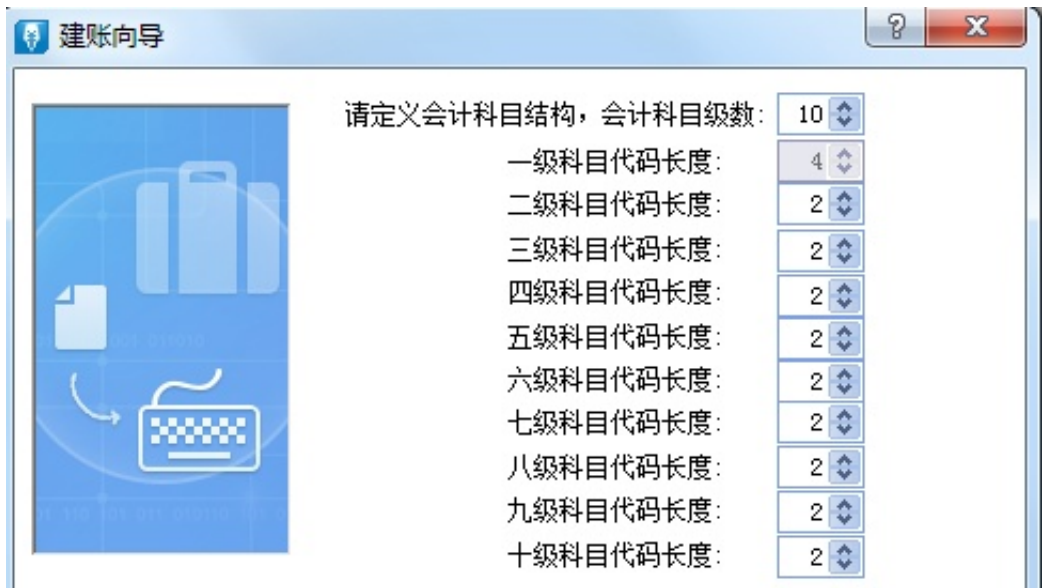 建账向导
请定义会计科目结构，会计科目级数: 10
一级科目代码长度: 4
二级科目代码长度: 2
三级科目代码长度: 2
四级科目代码长度: 2
五级科目代码长度: 2
六级科目代码长度: 2
七级科目代码长度: 2
八级科目代码长度: 2
九级科目代码长度: 2
十级科目代码长度: 2